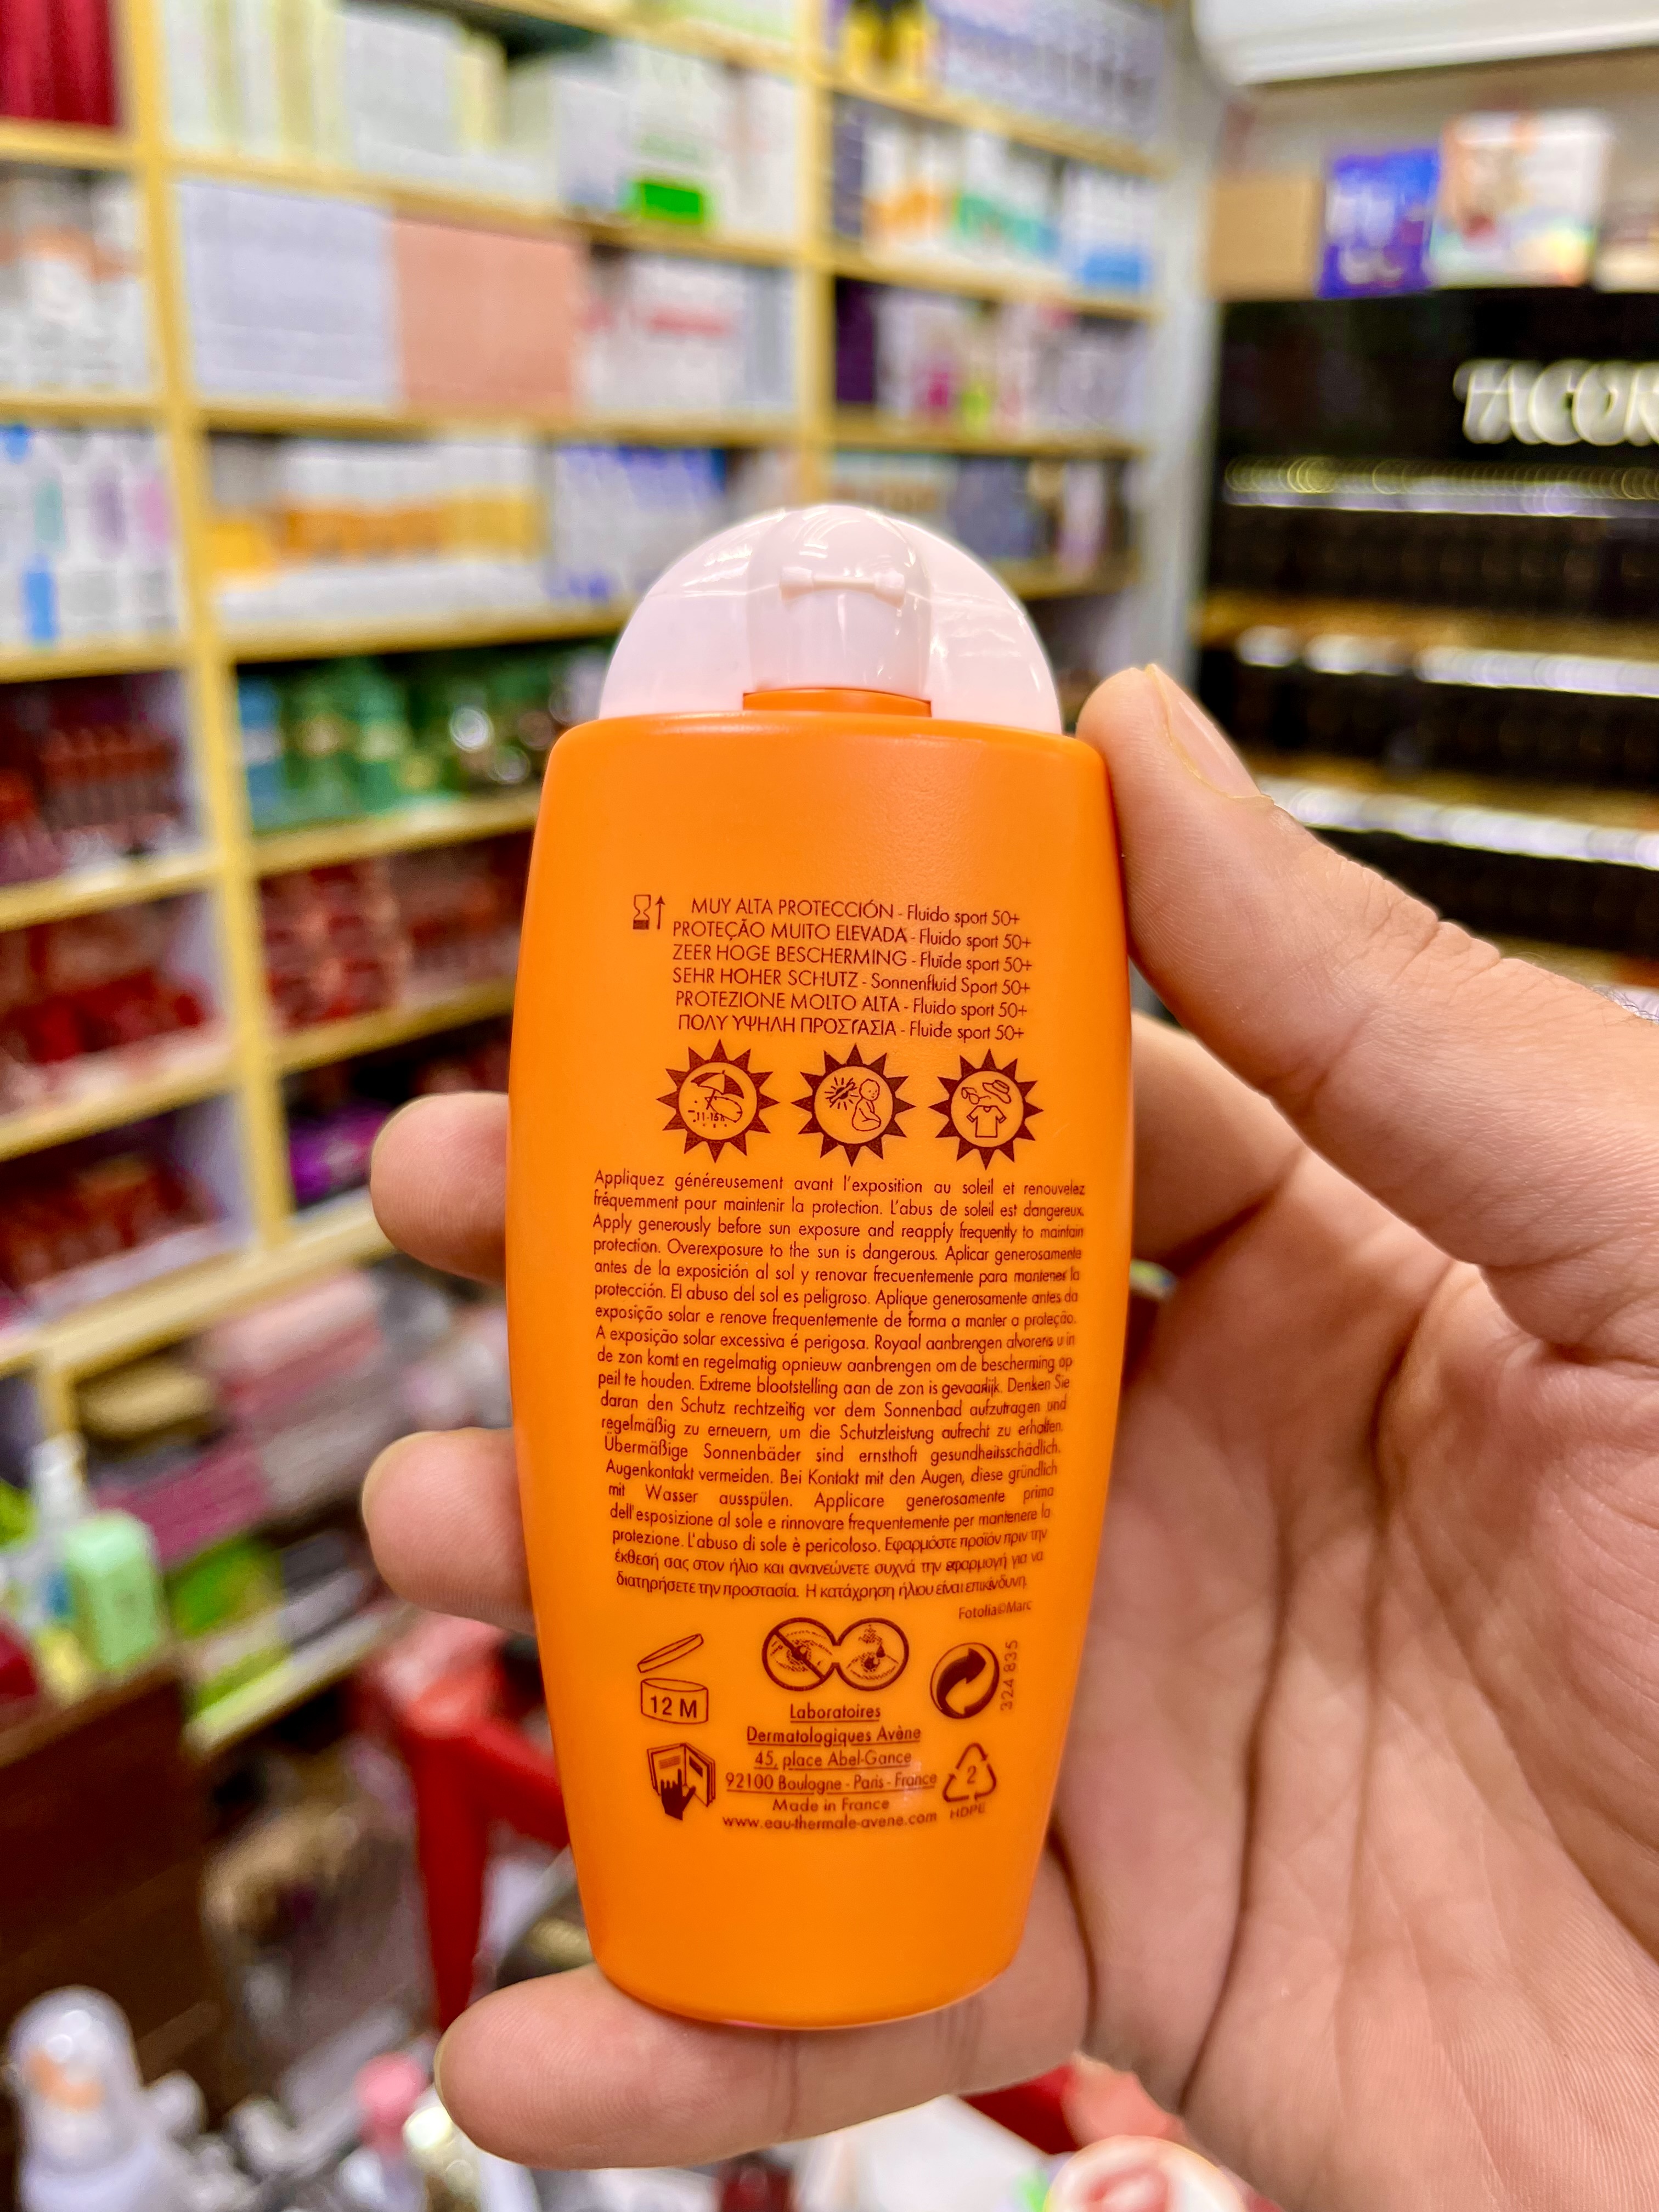 MUY ALTA PROTECCIÓN - Fluido sport 50+
PROTEÇÃO MUITO ELEVADA - Fluido sport 50+
ZEER HOGE BESCHERMING - Fluïde sport 50+
SEHR HOHER SCHUTZ - Sonnenfluid Sport 50+
PROTEZIONE MOLTO ALTA - Fluido sport 50+
ΠΟΛΥ ΥΨΗΛΗ ΠΡΟΣΤΑΣΙΑ - Fluide sport 50+
11-16h
Appliquez généreusement avant l'exposition au soleil et renouvelez
fréquemment pour maintenir la protection. L'abus de soleil est dangereux.
Apply generously before sun exposure and reapply frequently to maintain
protection. Overexposure to the sun is dangerous. Aplicar generosamente
antes de la exposición al sol y renovar frecuentemente para mantener la
protección. El abuso del sol es peligroso. Aplique generosamente antes da
exposição solar e renove frequentemente de forma a manter a proteção.
A exposição solar excessiva é perigosa. Royaal aanbrengen alvorens u in
de zon komt en regelmatig opnieuw aanbrengen om de bescherming op
peil te houden. Extreme blootstelling aan de zon is gevaarlijk. Denken Sie
daran den Schutz rechtzeitig vor dem Sonnenbad aufzutragen und
regelmäßig zu erneuern, um die Schutzleistung aufrecht zu erhalten.
Übermäßige Sonnenbäder sind ernsthoft gesundheitsschädlich.
Augenkontakt vermeiden. Bei Kontakt mit den Augen, diese gründlich
mit Wasser ausspülen. Applicare generosamente prima
dell'esposizione al sole e rinnovare frequentemente per mantenere la
protezione. L'abuso di sole è pericoloso. Εφαρμόστε προϊόν πριν την
έκθεσή σας στον ήλιο και ανανεώνετε συχνά την εφαρμογή για να
διατηρήσετε την προστασία. Η κατάχρηση ήλιου είναι επικίνδυνη.
Fotolia©Marc
324 835
12 M
Laboratoires
Dermatologiques Avène
45, place Abel-Gance
92100 Boulogne - Paris - France
Made in France
www.eau-thermale-avene.com
2
HDPE